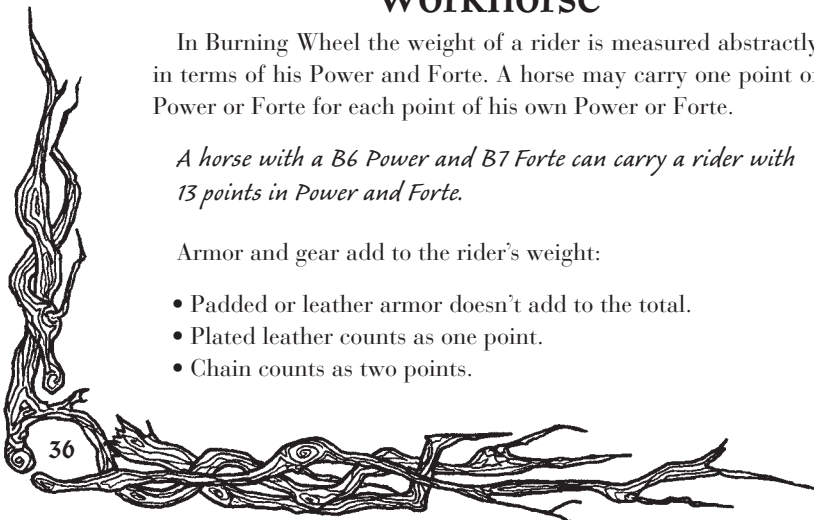 Workhorse
In Burning Wheel the weight of a rider is measured abstractly
in terms of his Power and Forte. A horse may carry one point of
Power or Forte for each point of his own Power or Forte.
A horse with a B6 Power and B7 Forte can carry a rider with
13 points in Power and Forte.
Armor and gear add to the rider's weight:
• Padded or leather armor doesn't add to the total.
• Plated leather counts as one point.
• Chain counts as two points.
36